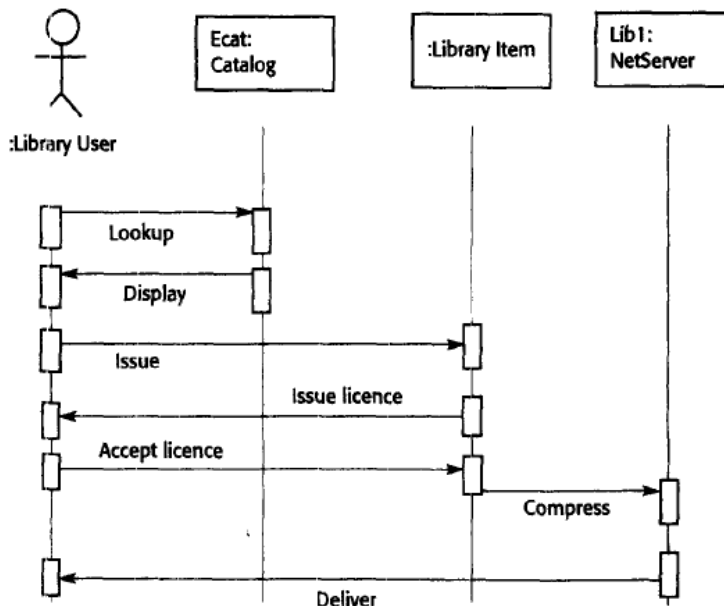 Ecat:
Catalog
:Library Item
Lib1:
NetServer
:Library User
Lookup
Display
Issue
Issue licence
Accept licence
Compress
Deliver